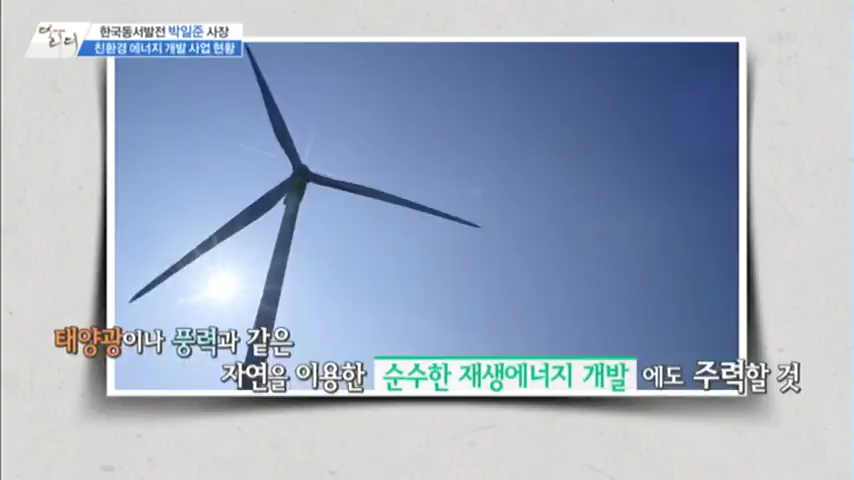 한국동서발전 박일준 사장
친환경 에너지 개발 사업 현황
태양광이나 풍력과 같은
자연을 이용한 순수한 재생에너지 개발에도 주력할 것